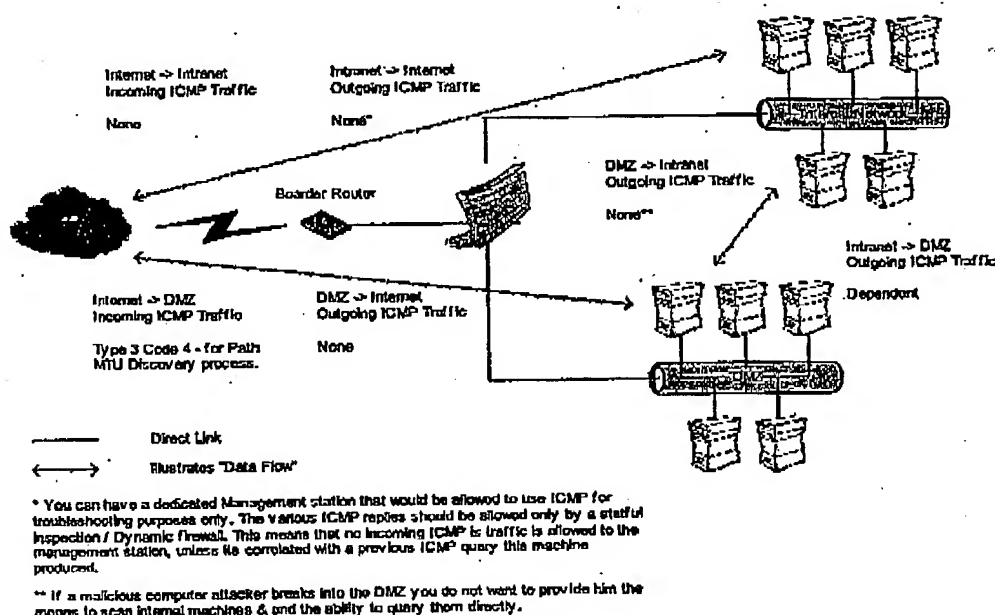 Internet -> Intranet
Incoming ICMP Traffic
None
Intranet -> Internet
Outgoing ICMP Traffic
None*
Boarder Router
DMZ -> Intranet
Outgoing ICMP Traffic
None**
Intranet -> DMZ
Outgoing ICMP Traffic
Dependent
Internet -> DMZ
Incoming ICMP Traffic
Type 3 Code 4 - for Path
MTU Discovery process.
DMZ -> Internet
Outgoing ICMP Traffic
None
DMZ
Direct Link
Illustrates "Data Flow"
* You can have a dedicated Management station that would be allowed to use ICMP for
troubleshooting purposes only. The various ICMP replies should be allowed only by a statful
inspection / Dynamic firewall. This means that no incoming ICMP is traffic is allowed to the
management station, unless its correlated with a previous ICMP query this machine
produced.
** If a malicious computer attacker breaks into the DMZ you do not want to provide him the
means to scan internal machines & and the ability to query them directly.